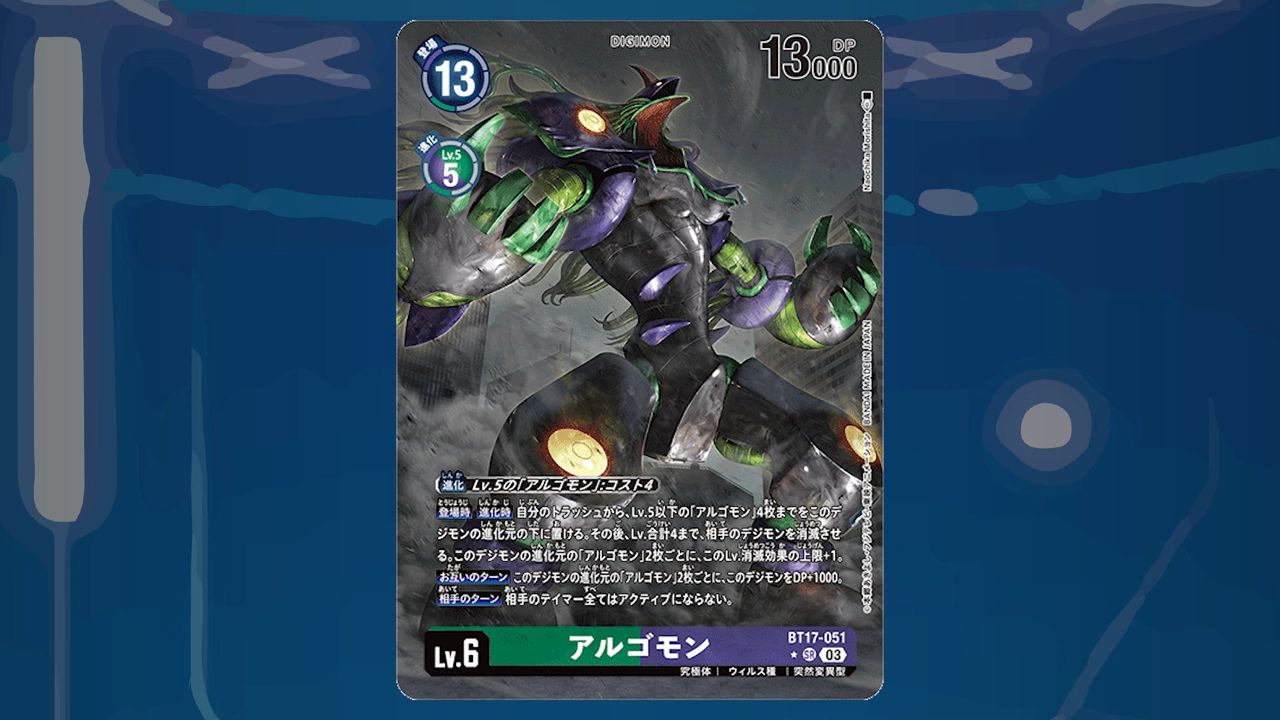 登場
13
DIGIMON
DP
13000
進化
Lv.5
5
Naochika Morishita
BANDAI MADE IN JAPAN
進化 Lv.5の「アルゴモン」:コスト4
登場時 進化時 自分のトラッシュから、Lv.5以下の「アルゴモン」4枚までをこのデ
ジモンの進化元の下に置ける。その後、Lv.合計4まで、相手のデジモンを消滅させ
る。このデジモンの進化元の「アルゴモン」2枚ごとに、このLv.消滅効果の上限+1。
お互いのターン このデジモンの進化元の「アルゴモン」2枚ごとに、このデジモンをDP+1000。
相手のターン 相手のテイマー全てはアクティブにならない。
Lv.6
アルゴモン
BT17-051
SR 03
究極体 | ウィルス種 | 突然変異型